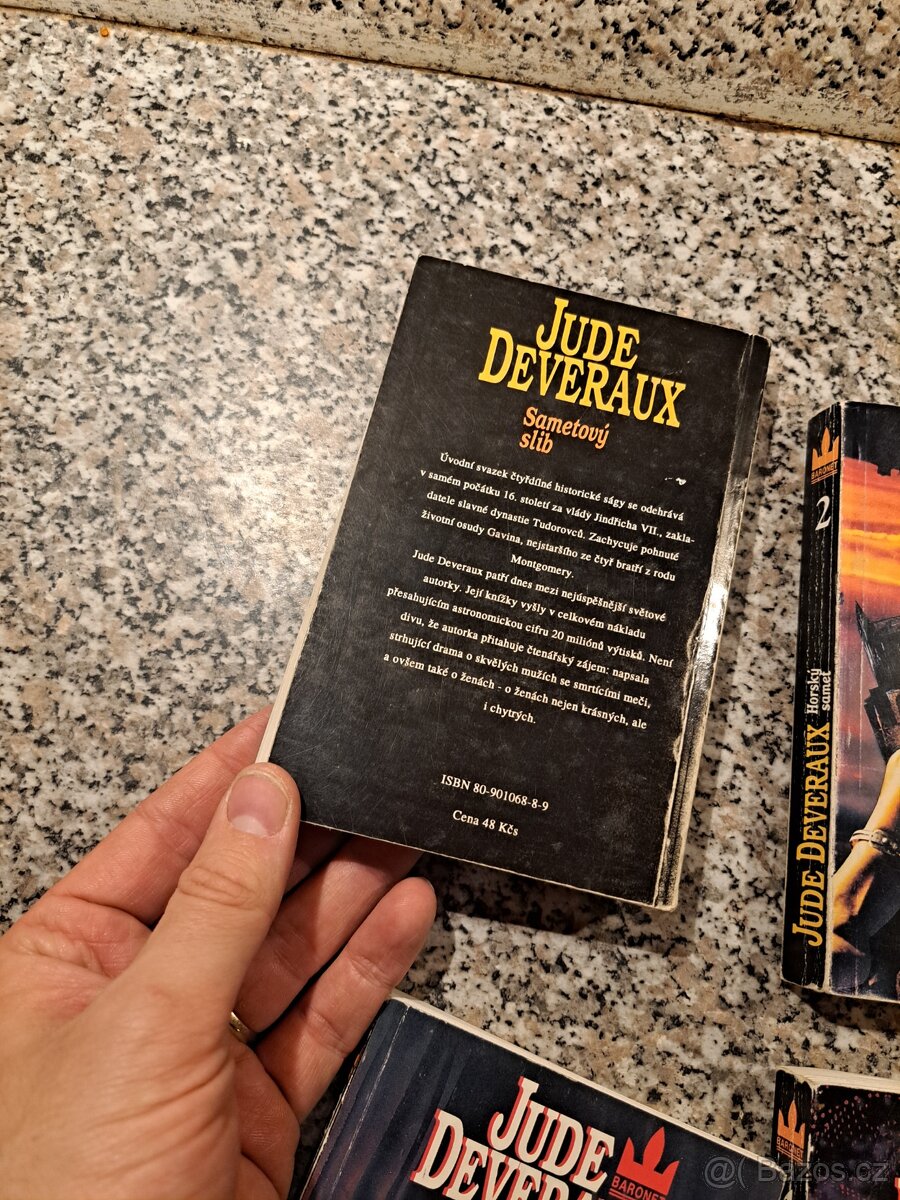 JUDE
DEVERAUX
Sametový
slib
Úvodní svazek čtyřdílné historické ságy se odehrává
v samém počátku 16. století za vlády Jindřicha VII., zakla-
datele slavné dynastie Tudorovců. Zachycuje pohnuté
životní osudy Gavina, nejstaršího ze čtyř bratří z rodu
Montgomery.
Jude Deveraux patří dnes mezi nejúspěšnější světové
autorky. Její knížky vyšly v celkovém nákladu
přesahujícím astronomickou cifru 20 miliónů výtisků. Není
divu, že autorka přitahuje čtenářský zájem; napsala
strhující drama o skvělých mužích se smrtícími meči,
a ovšem také o ženách - o ženách nejen krásných, ale
i chytrých.
ISBN 80-901068-8-9
Cena 48 Kčs
BARONET
2
JUDE DEVERAUX
Horský
samet
JUDE
DEVERAUX
BARONET
BARONET
@ Bazos.cz